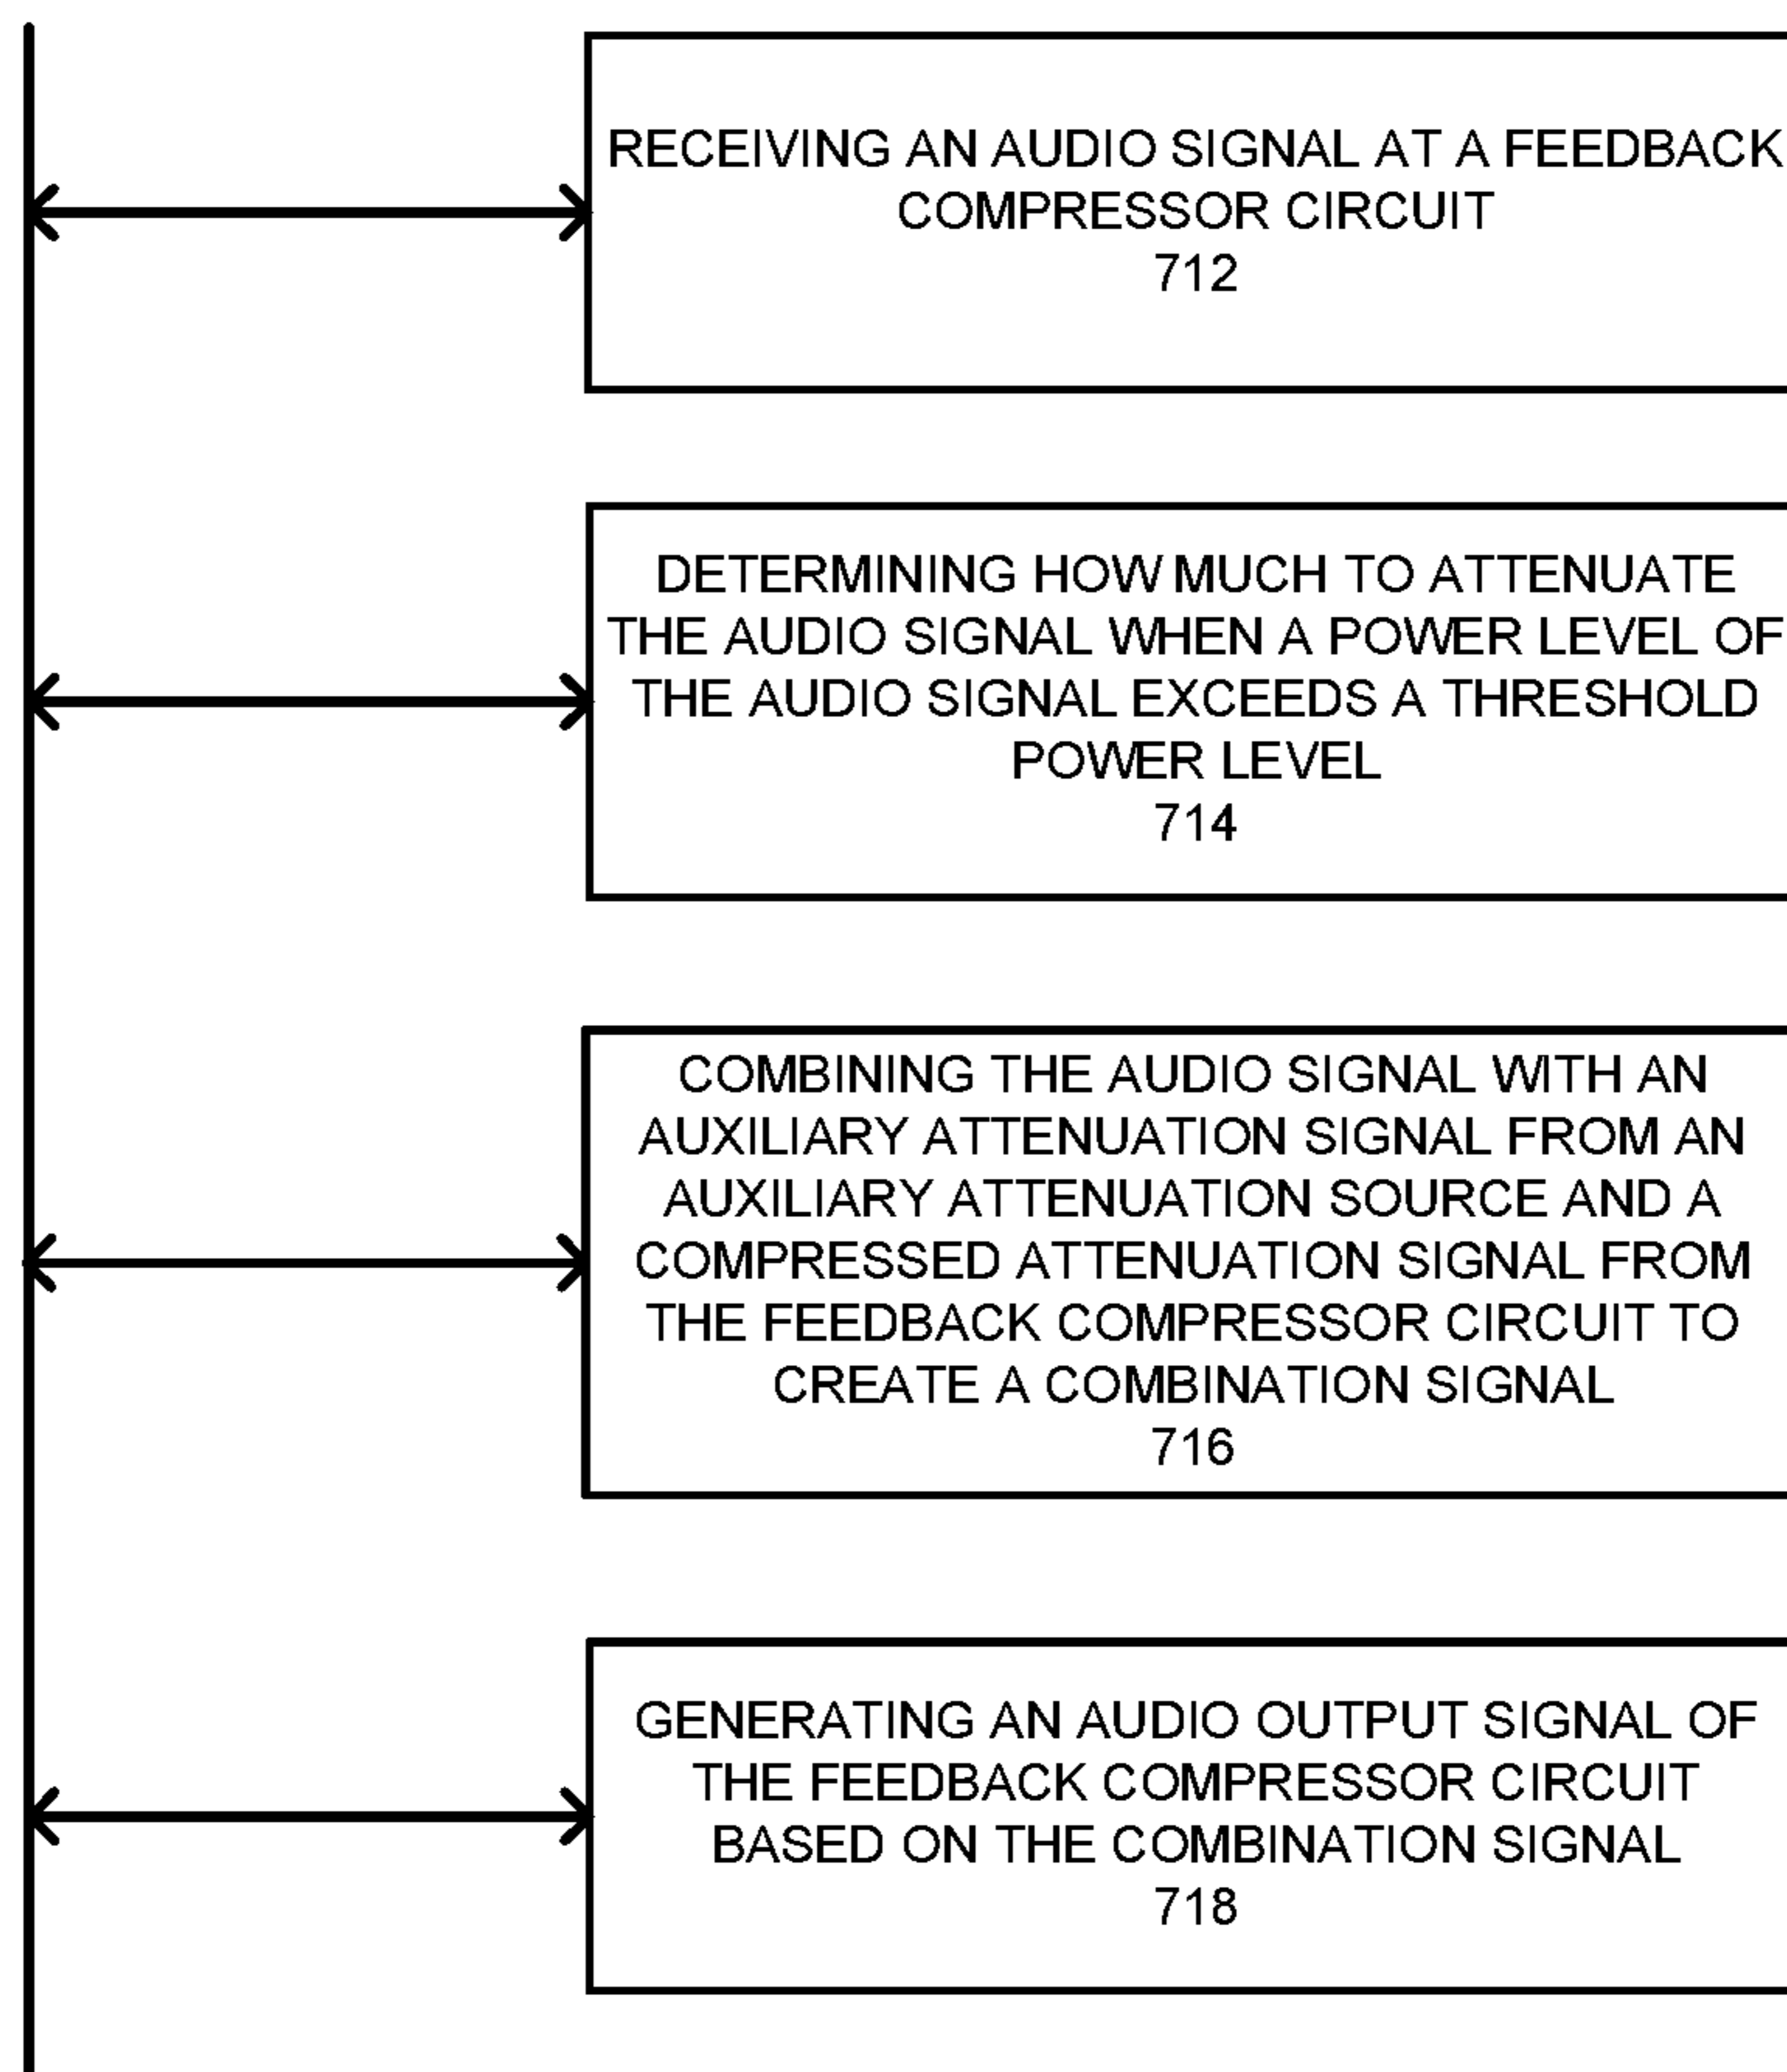 RECEIVING AN AUDIO SIGNAL AT A FEEDBACK
COMPRESSOR CIRCUIT
712
DETERMINING HOW MUCH TO ATTENUATE
THE AUDIO SIGNAL WHEN A POWER LEVEL OF
THE AUDIO SIGNAL EXCEEDS A THRESHOLD
POWER LEVEL
714
COMBINING THE AUDIO SIGNAL WITH AN
AUXILIARY ATTENUATION SIGNAL FROM AN
AUXILIARY ATTENUATION SOURCE AND A
COMPRESSED ATTENUATION SIGNAL FROM
THE FEEDBACK COMPRESSOR CIRCUIT TO
CREATE A COMBINATION SIGNAL
716
GENERATING AN AUDIO OUTPUT SIGNAL OF
THE FEEDBACK COMPRESSOR CIRCUIT
BASED ON THE COMBINATION SIGNAL
718